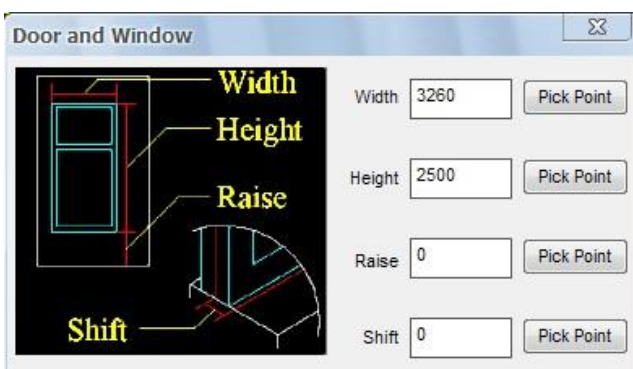 Door and Window
Width
Height
Raise
Shift
Width 3260 Pick Point
Height 2500 Pick Point
Raise 0 Pick Point
Shift 0 Pick Point